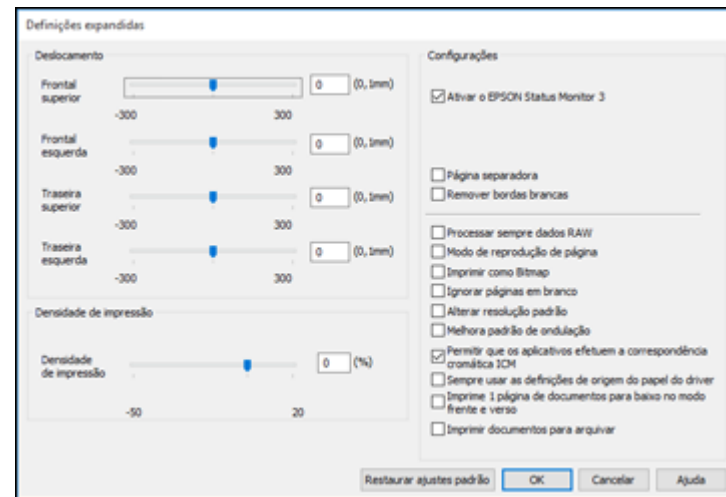 Definições expandidas
Deslocamento
Frontal
superior
0 (0,1mm)
-300 300
Frontal
esquerda
0 (0,1mm)
-300 300
Traseira
superior
0 (0,1mm)
-300 300
Traseira
esquerda
0 (0,1mm)
-300 300
Densidade de impressão
Densidade
de impressão
0 (%)
-50 20
Configurações
Ativar o EPSON Status Monitor 3
Página separadora
Remover bordas brancas
Processar sempre dados RAW
Modo de reprodução de página
Imprimir como Bitmap
Ignorar páginas em branco
Alterar resolução padrão
Melhora padrão de ondulação
Permitir que os aplicativos efetuem a correspondência
cromática ICM
Sempre usar as definições de origem do papel do driver
Imprime 1 página de documentos para baixo no modo
frente e verso
Imprimir documentos para arquivar
Restaurar ajustes padrão OK Cancelar Ajuda